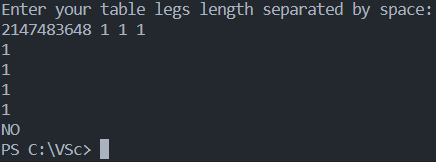 Enter your table legs length separated by space:
2147483648 1 1 1
1
1
1
1
NO
PS C:\VSc>